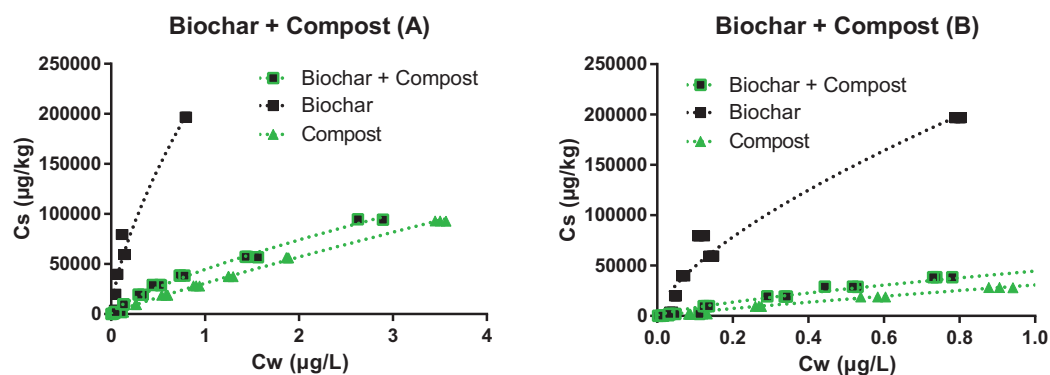 Biochar + Compost (A)
250000
200000
150000
100000
50000
0
Cs (µg/kg)
Biochar + Compost
Biochar
Compost
0 1 2 3 4
Cw (µg/L)
Biochar + Compost (B)
250000
200000
150000
100000
50000
0
Cs (µg/kg)
Biochar + Compost
Biochar
Compost
0.0 0.2 0.4 0.6 0.8 1.0
Cw (µg/L)